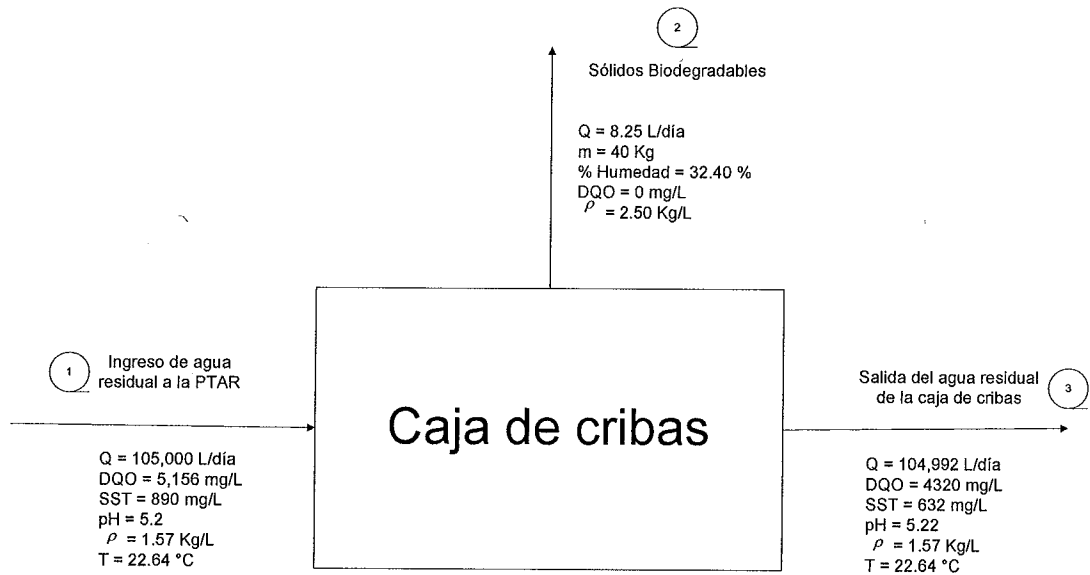 2
Sólidos Biodegradables
Q = 8.25 L/día
m = 40 Kg
% Humedad = 32.40 %
DQO = 0 mg/L
ρ = 2.50 Kg/L
1
Ingreso de agua
residual a la PTAR
Q = 105,000 L/día
DQO = 5,156 mg/L
SST = 890 mg/L
pH = 5.2
ρ = 1.57 Kg/L
T = 22.64 °C
Caja de cribas
Salida del agua residual
de la caja de cribas
3
Q = 104,992 L/día
DQO = 4320 mg/L
SST = 632 mg/L
pH = 5.22
ρ = 1.57 Kg/L
T = 22.64 °C